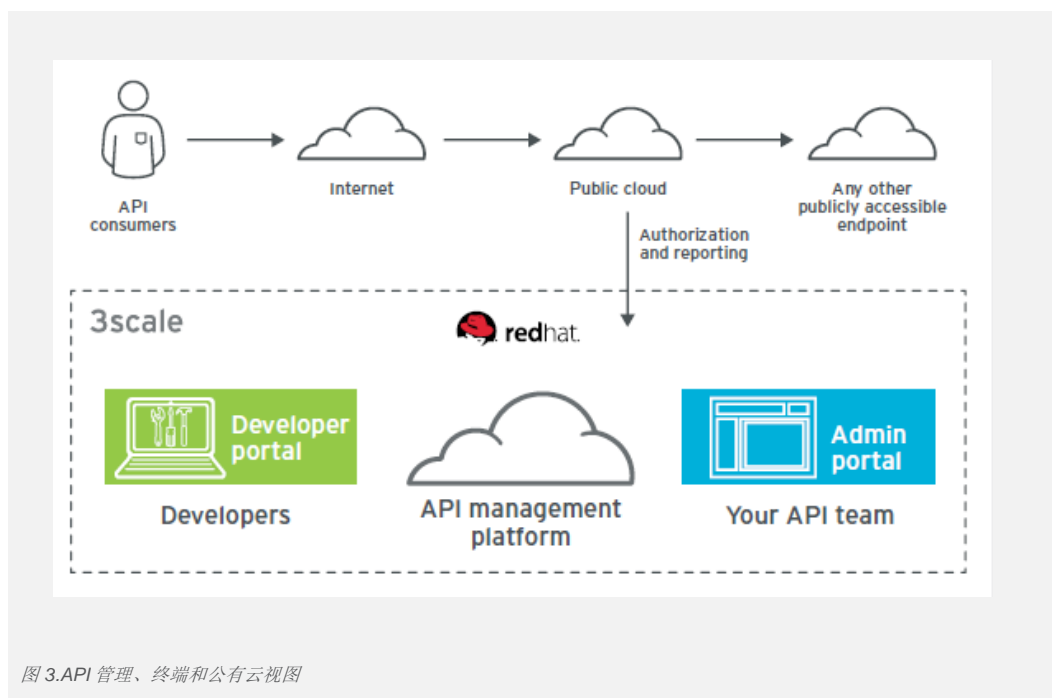 API
consumers
Internet
Public cloud
Any other
publicly accessible
endpoint
Authorization
and reporting
3scale
redhat.
Developer
portal
Admin
portal
Developers
API management
platform
Your API team
图 3.API 管理、终端和公有云视图